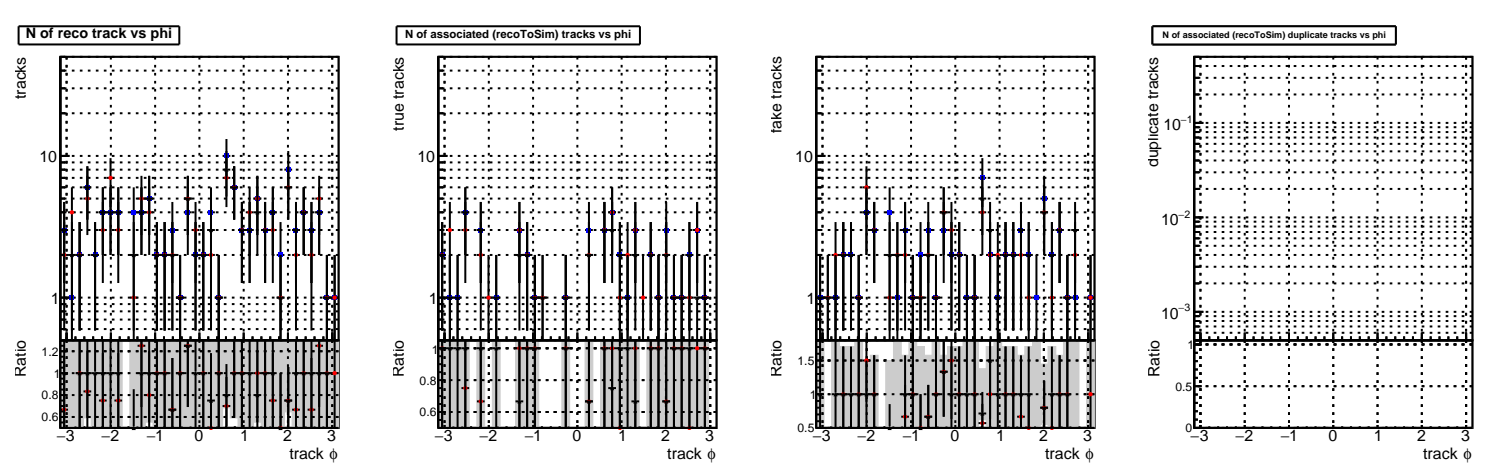 N of reco track vs phi
tracks
10
1
Ratio
1.2
1
0.8
0.6
−3 −2 −1 0 1 2 3
track ϕ
N of associated (recoToSim) tracks vs phi
true tracks
10
1
Ratio
1
0.8
0.6
−3 −2 −1 0 1 2 3
track ϕ
fake tracks
10
1
Ratio
1.5
1
0.5
−3 −2 −1 0 1 2 3
track ϕ
N of associated (recoToSim) duplicate tracks vs phi
duplicate tracks
10⁻¹
10⁻²
10⁻³
Ratio
1
0.5
0
−3 −2 −1 0 1 2 3
track ϕ